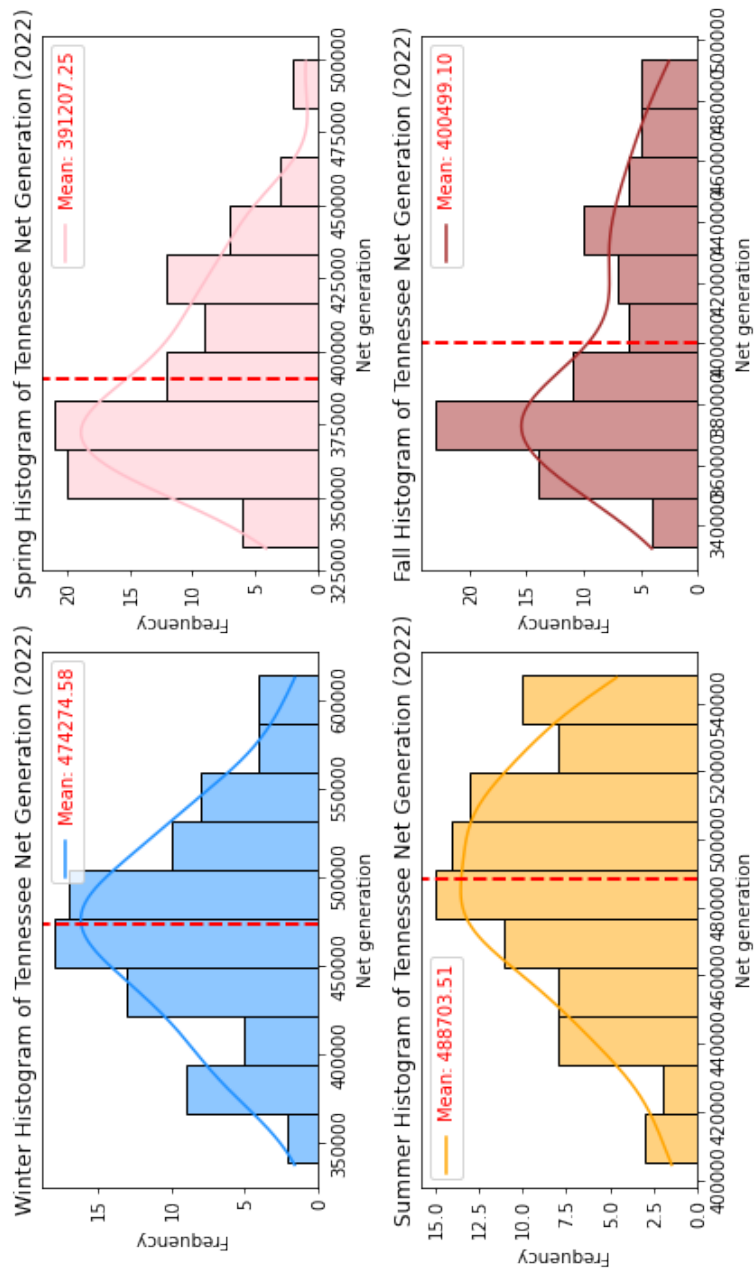 Winter Histogram of Tennessee Net Generation (2022)
Mean: 474274.58
Frequency
15
10
5
0
350000 400000 450000 500000 550000 600000
Net generation
Spring Histogram of Tennessee Net Generation (2022)
Mean: 391207.25
Frequency
20
15
10
5
0
325000 350000 375000 400000 425000 450000 475000 500000
Net generation
Summer Histogram of Tennessee Net Generation (2022)
Mean: 488703.51
Frequency
15.0
12.5
10.0
7.5
5.0
2.5
0.0
400000 420000 440000 460000 480000 500000 520000 540000
Net generation
Fall Histogram of Tennessee Net Generation (2022)
Mean: 400499.10
Frequency
20
15
10
5
0
340000 360000 380000 400000 420000 440000 460000 480000 500000
Net generation